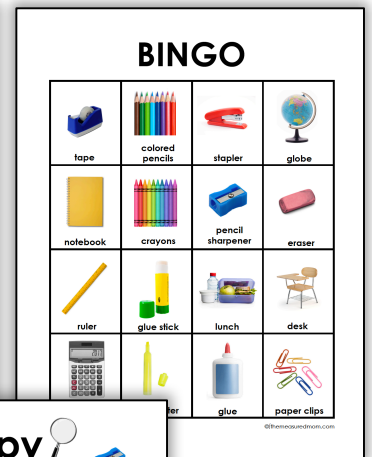 BINGO
tape
colored
pencils
stapler
globe
notebook
crayons
pencil
sharpener
eraser
ruler
glue stick
lunch
desk
glue
paper clips
©themeasuredmom.com